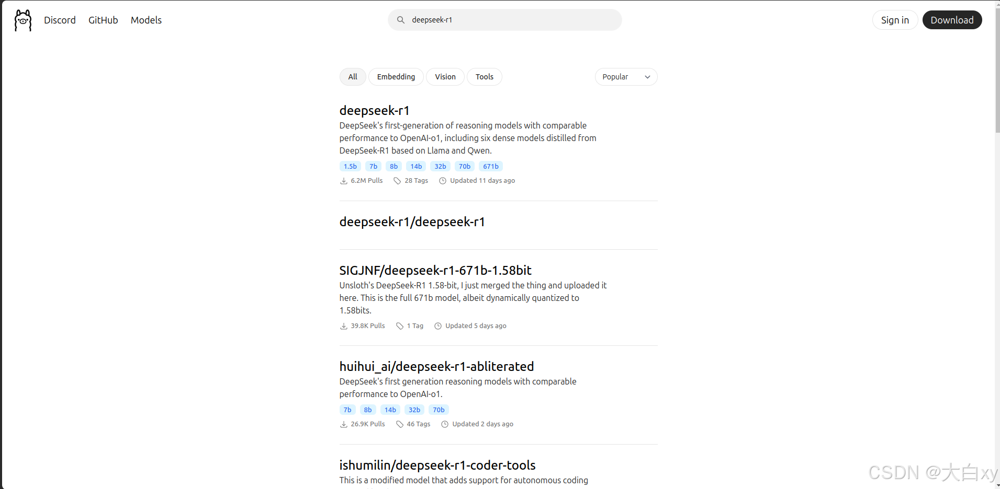 Discord GitHub Models deepseek-r1 Sign in Download
All Embedding Vision Tools Popular
deepseek-r1
DeepSeek's first-generation of reasoning models with comparable
performance to OpenAI-o1, including six dense models distilled from
DeepSeek-R1 based on Llama and Qwen.
1.5b 7b 8b 14b 32b 70b 671b
6.2M Pulls 28 Tags Updated 11 days ago
deepseek-r1/deepseek-r1
SIGJNF/deepseek-r1-671b-1.58bit
Unsloth's DeepSeek-R1 1.58-bit, I just merged the thing and uploaded it
here. This is the full 671b model, albeit dynamically quantized to
1.58bits.
39.8K Pulls 1 Tag Updated 5 days ago
huihui_ai/deepseek-r1-abliterated
DeepSeek's first generation reasoning models with comparable
performance to OpenAI-o1.
7b 8b 14b 32b 70b
26.9K Pulls 46 Tags Updated 2 days ago
ishumilin/deepseek-r1-coder-tools
This is a modified model that adds support for autonomous coding
CSDN @大白xy